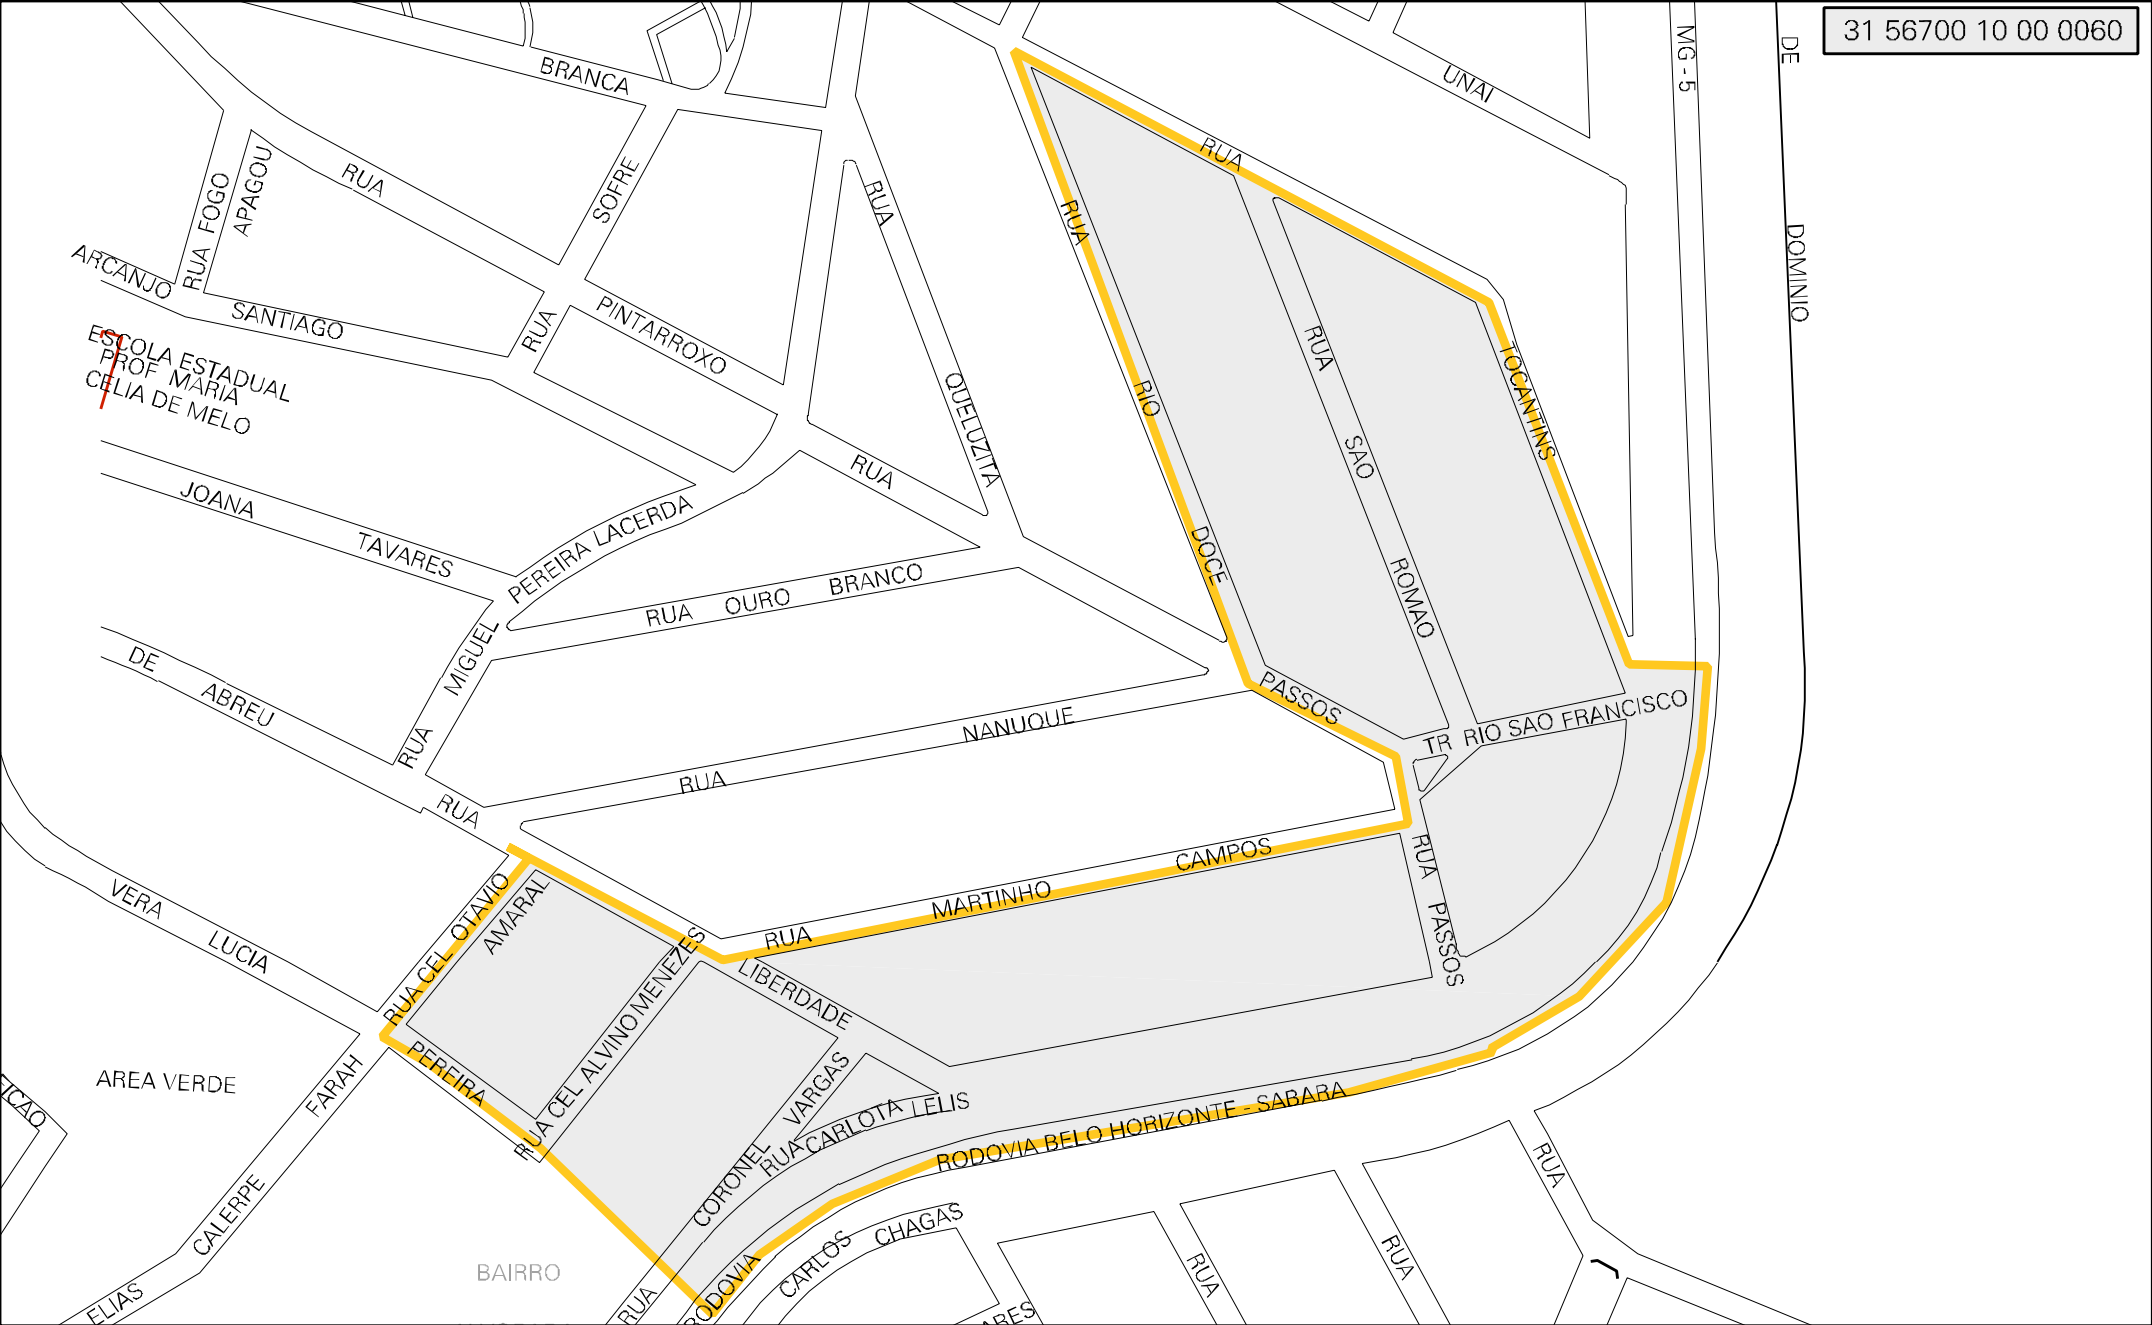 31 56700 10 00 0060
BRANCA
UNAI
MG - 5
DE
DOMINIO
RUA
SOFRE
RUA
RUA FOGO
APAGOU
RUA
RUA
RUA
TOCANTINS
ARCANJO
SANTIAGO
PINTARROXO
QUELUZITA
RIO
DOCE
RUA
SAO
ROMAO
ESCOLA ESTADUAL
PROF MARIA
CELIA DE MELO
JOANA
TAVARES
PEREIRA LACERDA
RUA
RUA OURO BRANCO
RUA MIGUEL
DE
ABREU
RUA
NANUQUE
RUA
PASSOS
TR RIO SAO FRANCISCO
RUA
MARTINHO
CAMPOS
RUA PASSOS
VERA
LUCIA
RUA CEL OTAVIO
AMARAL
RUA CEL ALVINO MENEZES
LIBERDADE
PEREIRA
AREA VERDE
FARAH
CALERPE
ELIAS
CORONEL VARGAS
RUA
RUA CARLOTA LELIS
RODOVIA BELO HORIZONTE - SABARA
RODOVIA
CARLOS CHAGAS
BAIRRO
RUA
RUA
RUA